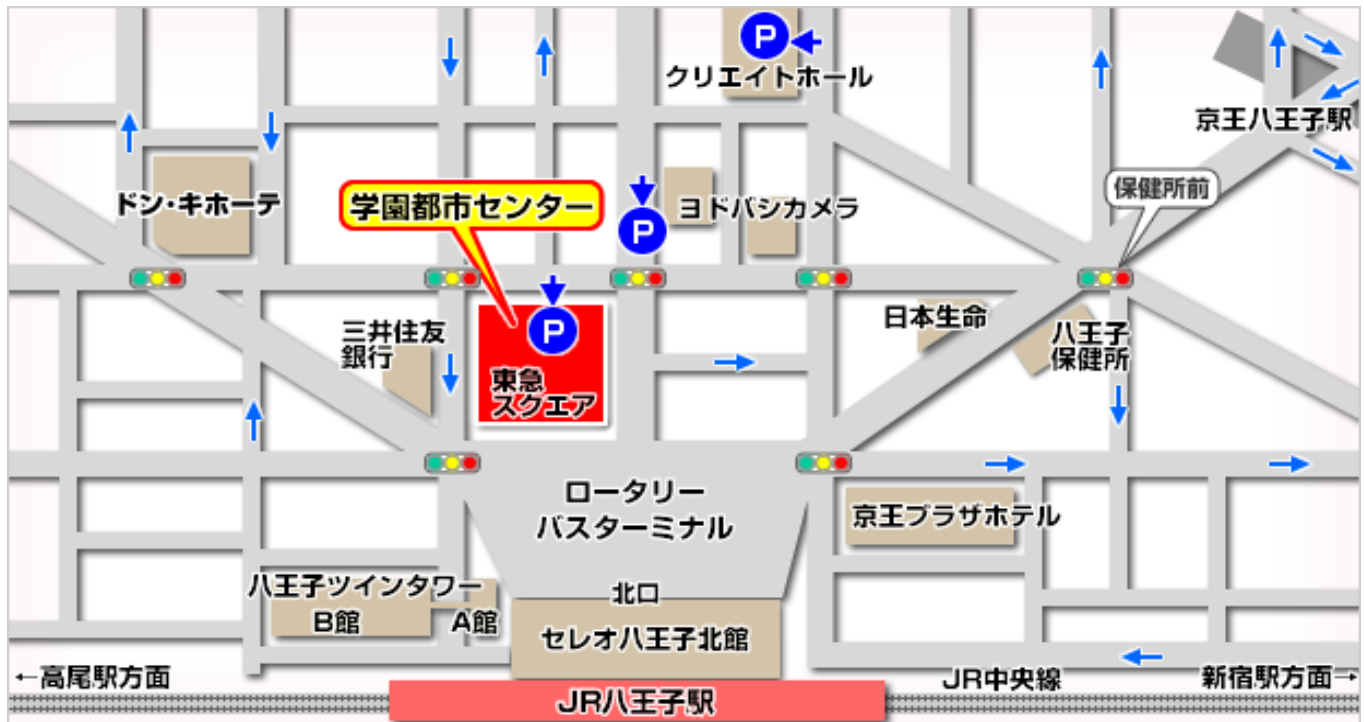 P
クリエイトホール
京王八王子駅
保健所前
ドン・キホーテ
学園都市センター
ヨドバシカメラ
P
P
日本生命
三井住友
銀行
八王子
保健所
東急
スクエア
ロータリー
バスターミナル
京王プラザホテル
八王子ツインタワー
B館
A館
北口
セレオ八王子北館
←高尾駅方面
JR中央線
新宿駅方面→
JR八王子駅